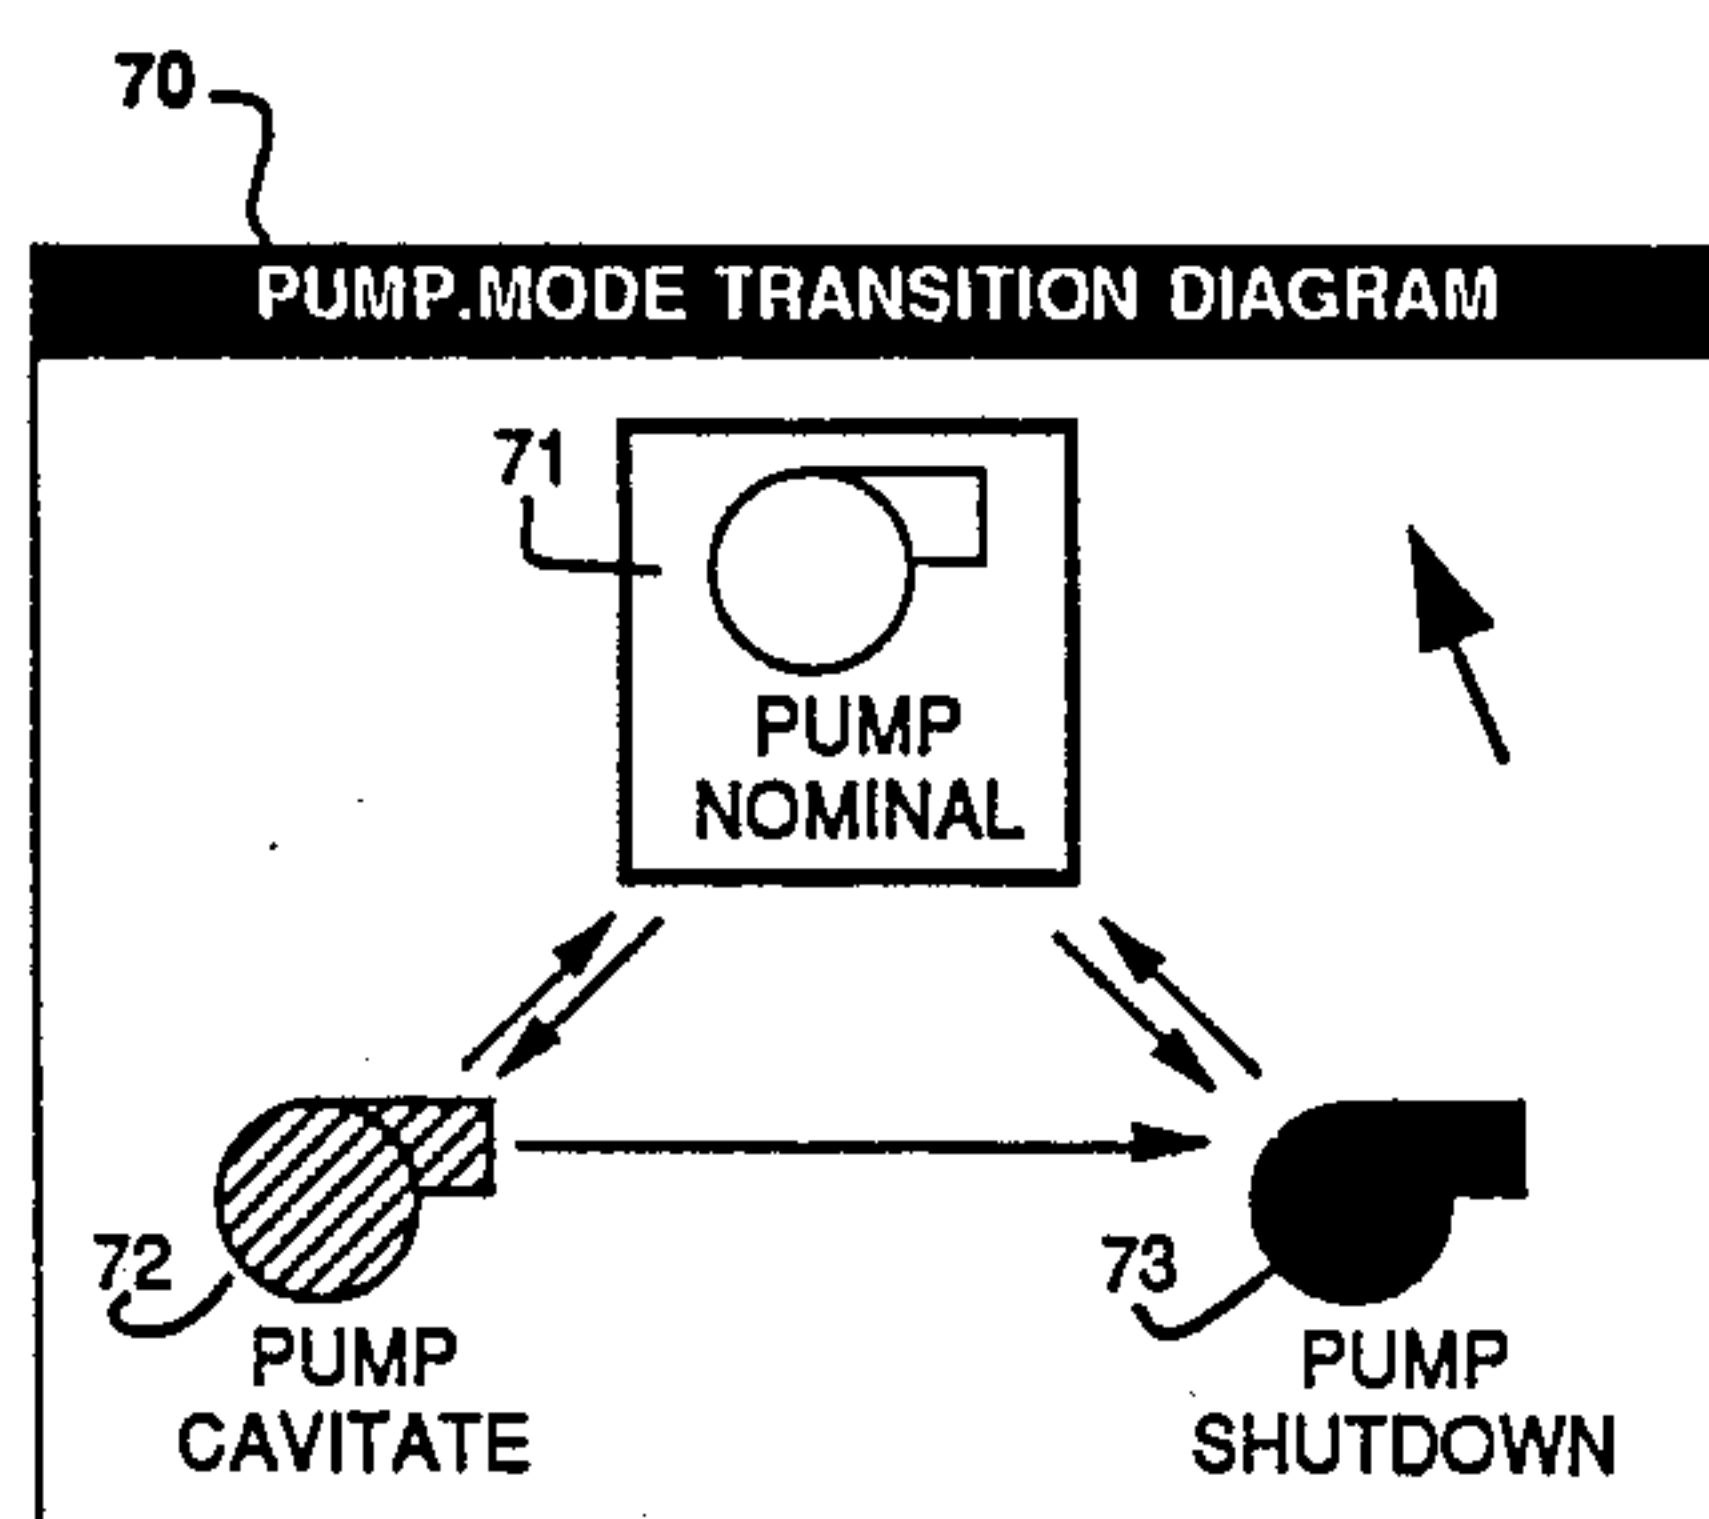 70
PUMP.MODE TRANSITION DIAGRAM
71
PUMP
NOMINAL
72
PUMP
CAVITATE
73
PUMP
SHUTDOWN